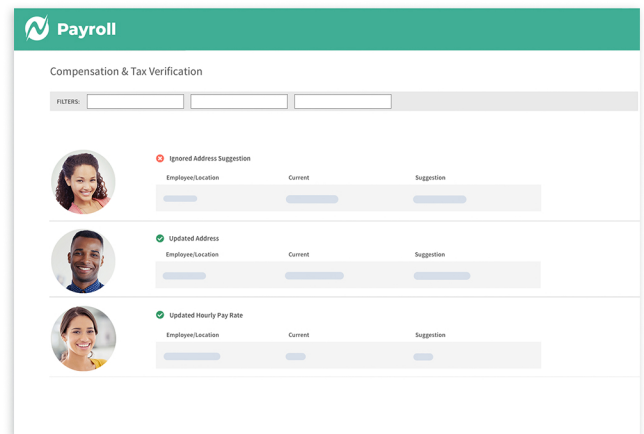 Payroll
Compensation & Tax Verification
FILTERS:
Ignored Address Suggestion
Employee/Location Current Suggestion
Updated Address
Employee/Location Current Suggestion
Updated Hourly Pay Rate
Employee/Location Current Suggestion